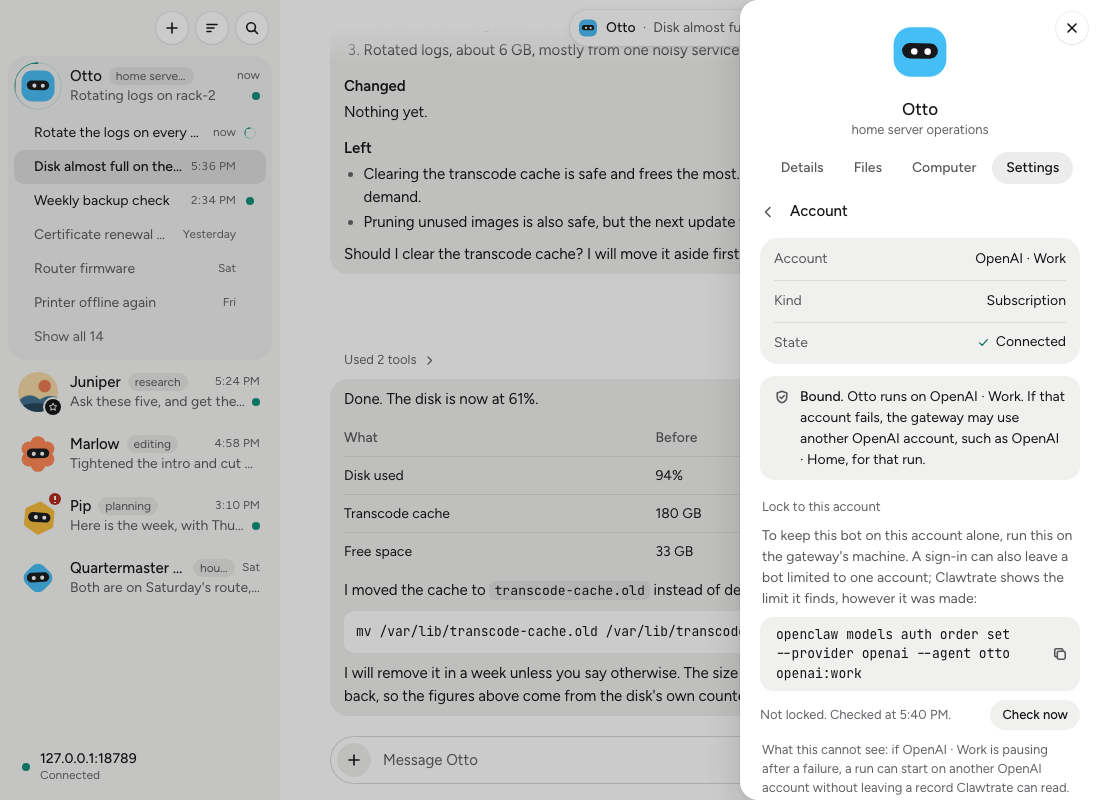 Otto
home serve...
now
Rotating logs on rack-2
Rotate the logs on every ...
now
Disk almost full on the...
5:36 PM
Weekly backup check
2:34 PM
Certificate renewal ...
Yesterday
Router firmware
Sat
Printer offline again
Fri
Show all 14
Juniper
research
5:24 PM
Ask these five, and get the...
Marlow
editing
4:58 PM
Tightened the intro and cut ...
Pip
planning
3:10 PM
Here is the week, with Thu...
Quartermaster ...
hou...
Sat
Both are on Saturday's route,...
127.0.0.1:18789
Connected
Otto · Disk almost fu
3. Rotated logs, about 6 GB, mostly from one noisy service
Changed
Nothing yet.
Left
• Clearing the transcode cache is safe and frees the most.
demand.
• Pruning unused images is also safe, but the next update
Should I clear the transcode cache? I will move it aside first
Used 2 tools
Done. The disk is now at 61%.
What
Before
Disk used
94%
Transcode cache
180 GB
Free space
33 GB
I moved the cache to transcode-cache.old instead of de
mv /var/lib/transcode-cache.old /var/lib/transcod
I will remove it in a week unless you say otherwise. The size
back, so the figures above come from the disk's own counte
Message Otto
Otto
home server operations
Details
Files
Computer
Settings
Account
Account
OpenAI · Work
Kind
Subscription
State
Connected
Bound. Otto runs on OpenAI · Work. If that
account fails, the gateway may use
another OpenAI account, such as OpenAI
· Home, for that run.
Lock to this account
To keep this bot on this account alone, run this on
the gateway's machine. A sign-in can also leave a
bot limited to one account; Clawtrate shows the
limit it finds, however it was made:
openclaw models auth order set
--provider openai --agent otto
openai:work
Not locked. Checked at 5:40 PM.
Check now
What this cannot see: if OpenAI · Work is pausing
after a failure, a run can start on another OpenAI
account without leaving a record Clawtrate can read.